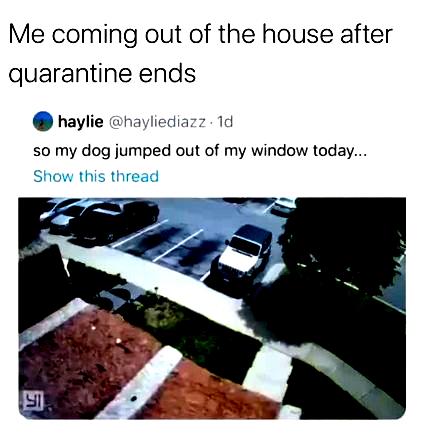 Me coming out of the house after
quarantine ends
haylie @hayliediazz · 1d
so my dog jumped out of my window today...
Show this thread
YI